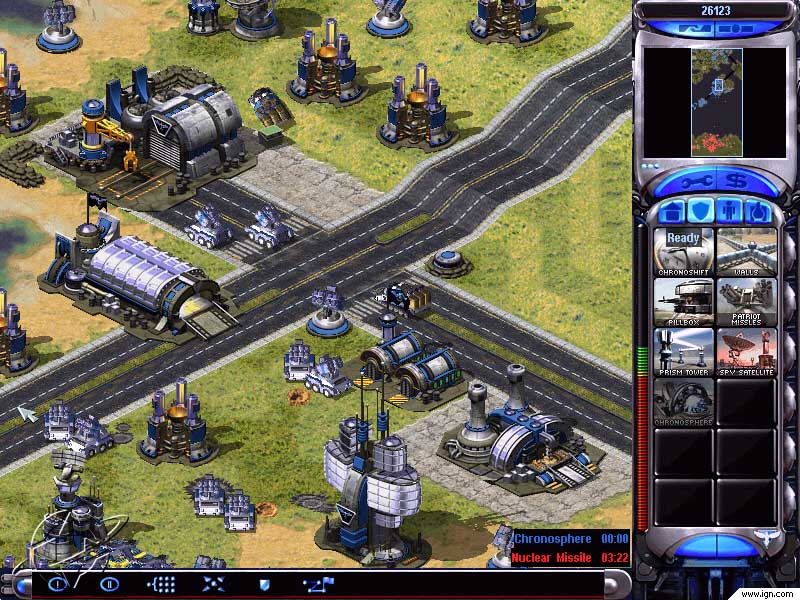 26123
Ready
CHRONOSHIFT
WALLS
PILLBOX
PATRIOT
MISSLES
PRISM TOWER
SPY SATELLITE
CHRONOSPHERE
Chronosphere 00:00
Nuclear Missile 03:22
www.ign.com